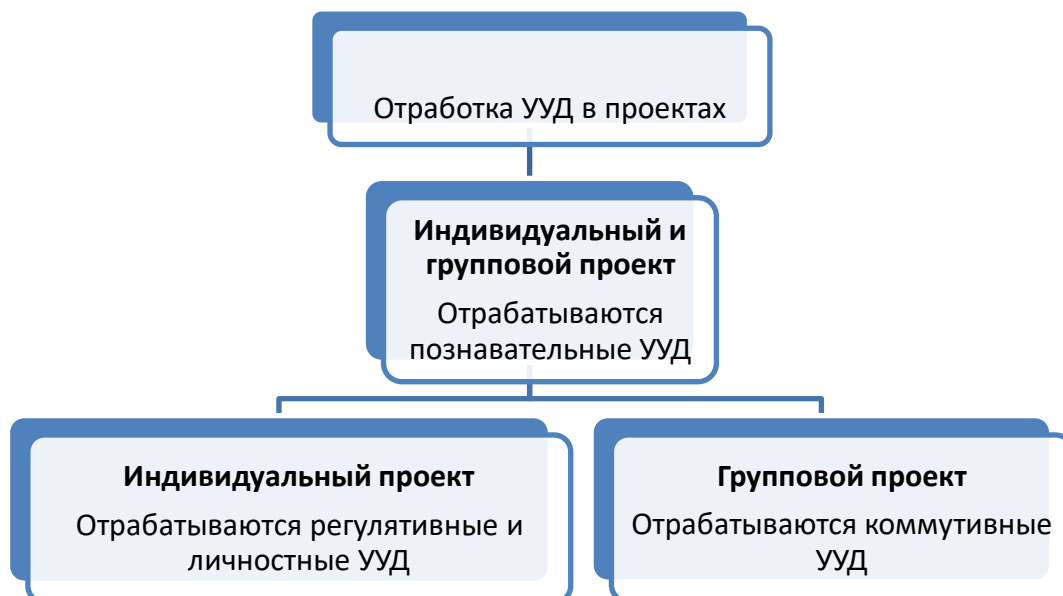 Отработка УУД в проектах
Индивидуальный и
групповой проект
Отрабатываются
познавательные УУД
Индивидуальный проект
Отрабатываются регулятивные и
личностные УУД
Групповой проект
Отрабатываются коммутивные
УУД